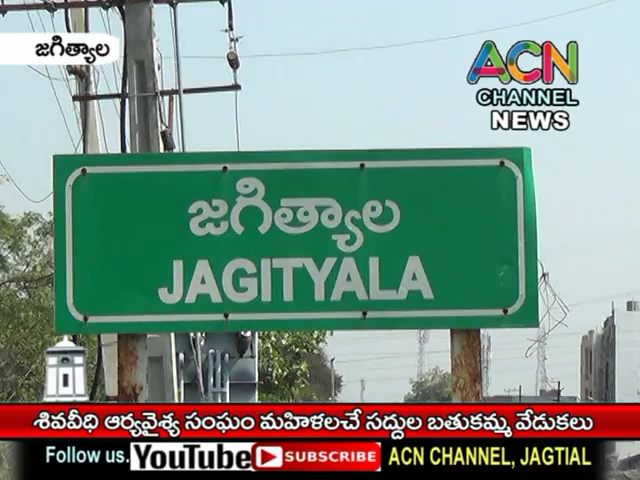 జగిత్యాల
ACN
CHANNEL
NEWS
జగిత్యాల
JAGITYALA
శివవీధి ఆర్యవైశ్య సంఘం మహిళలచే సద్దుల బతుకమ్మ వేడుకలు
Follow us. YouTube SUBSCRIBE ACN CHANNEL, JAGTIAL